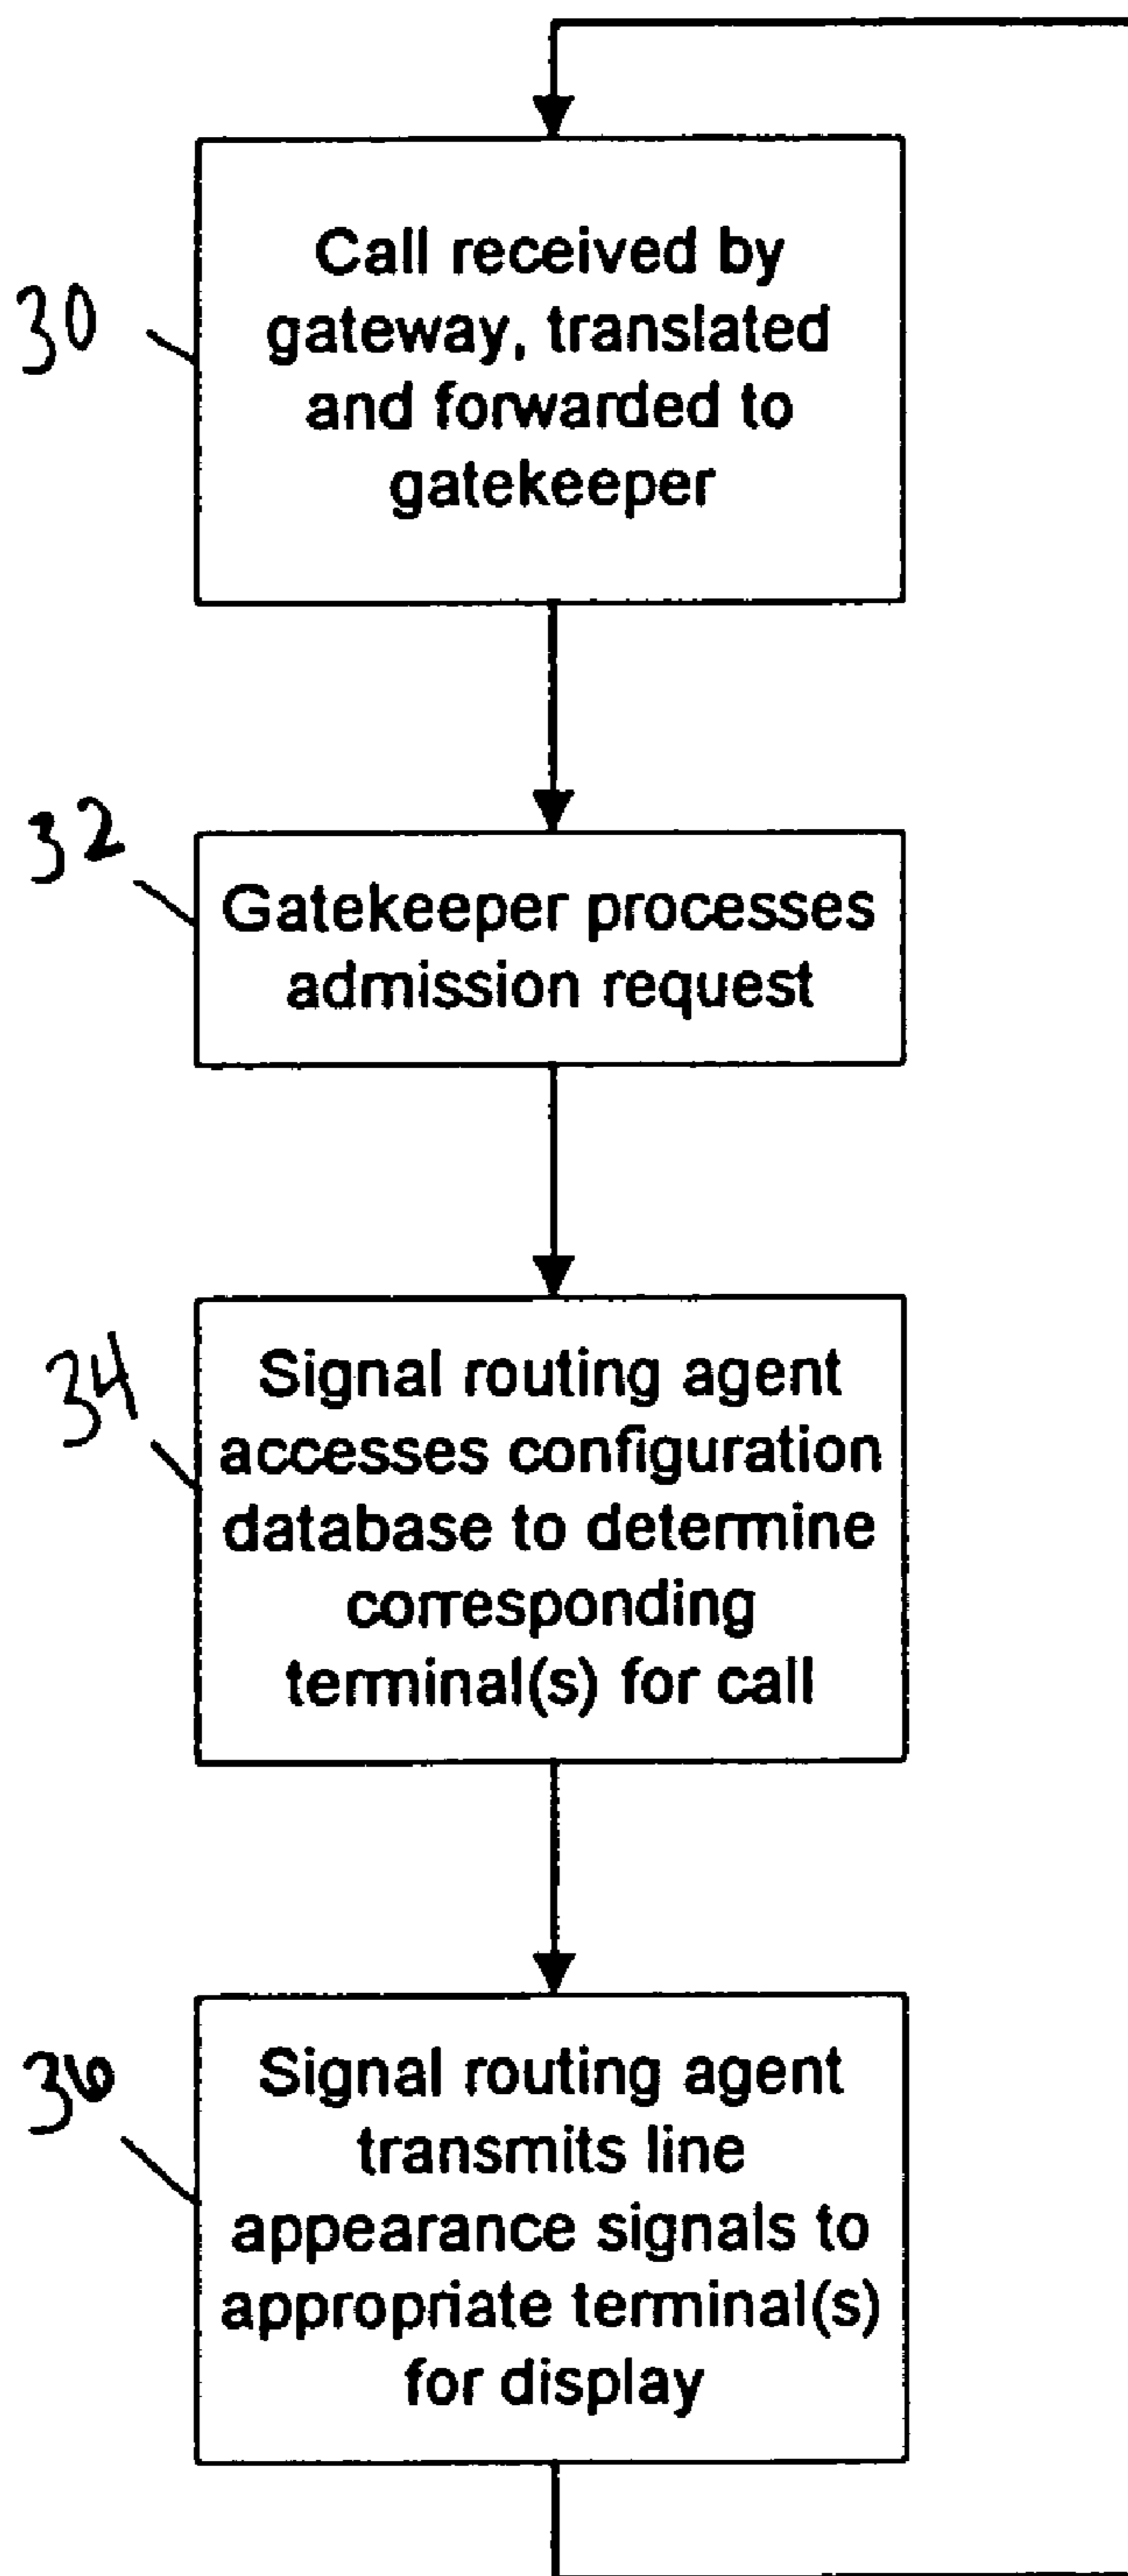 30
Call received by
gateway, translated
and forwarded to
gatekeeper
32
Gatekeeper processes
admission request
34
Signal routing agent
accesses configuration
database to determine
corresponding
terminal(s) for call
36
Signal routing agent
transmits line
appearance signals to
appropriate terminal(s)
for display